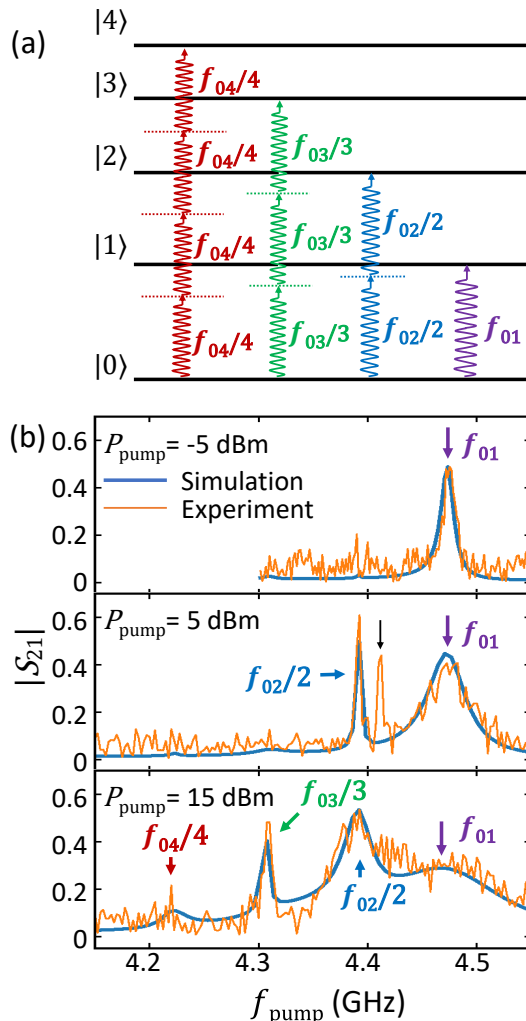 (a)
|4⟩
|3⟩
f04/4
f04/4 f03/3
|2⟩
f04/4 f03/3 f02/2
|1⟩
f04/4 f03/3 f02/2 f01
|0⟩
(b)
0.6
Ppump= -5 dBm
f01
0.4
Simulation
Experiment
0.2
0
0.6
Ppump= 5 dBm
f01
0.4
f02/2
0.2
0
|S21|
0.6
Ppump= 15 dBm
f03/3
f04/4
f01
0.4
f02/2
0.2
0
4.2 4.3 4.4 4.5
fpump (GHz)